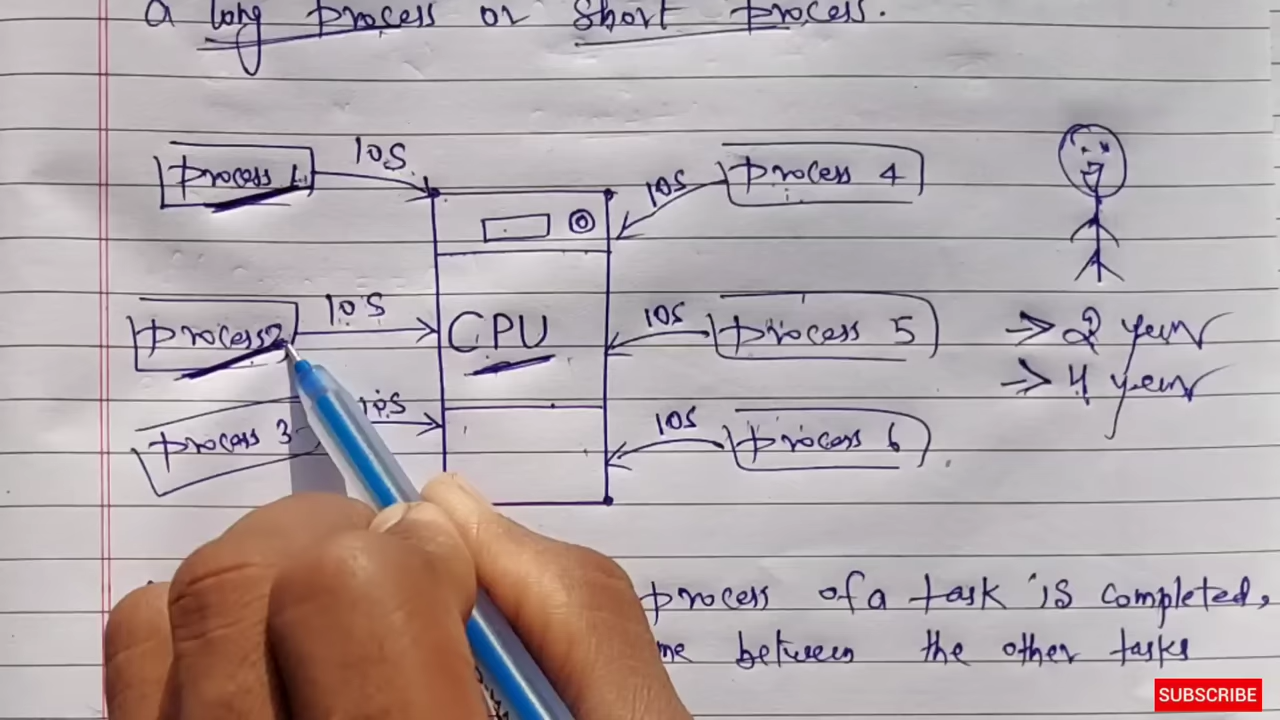 a long process or short process.
process 1
10S
process 4
10S
process 2
10S
CPU
process 5
10S
→ 2 year
→ 4 year
process 3
10S
process 6
10S
process of a task is completed,
me between the other tasks
SUBSCRIBE